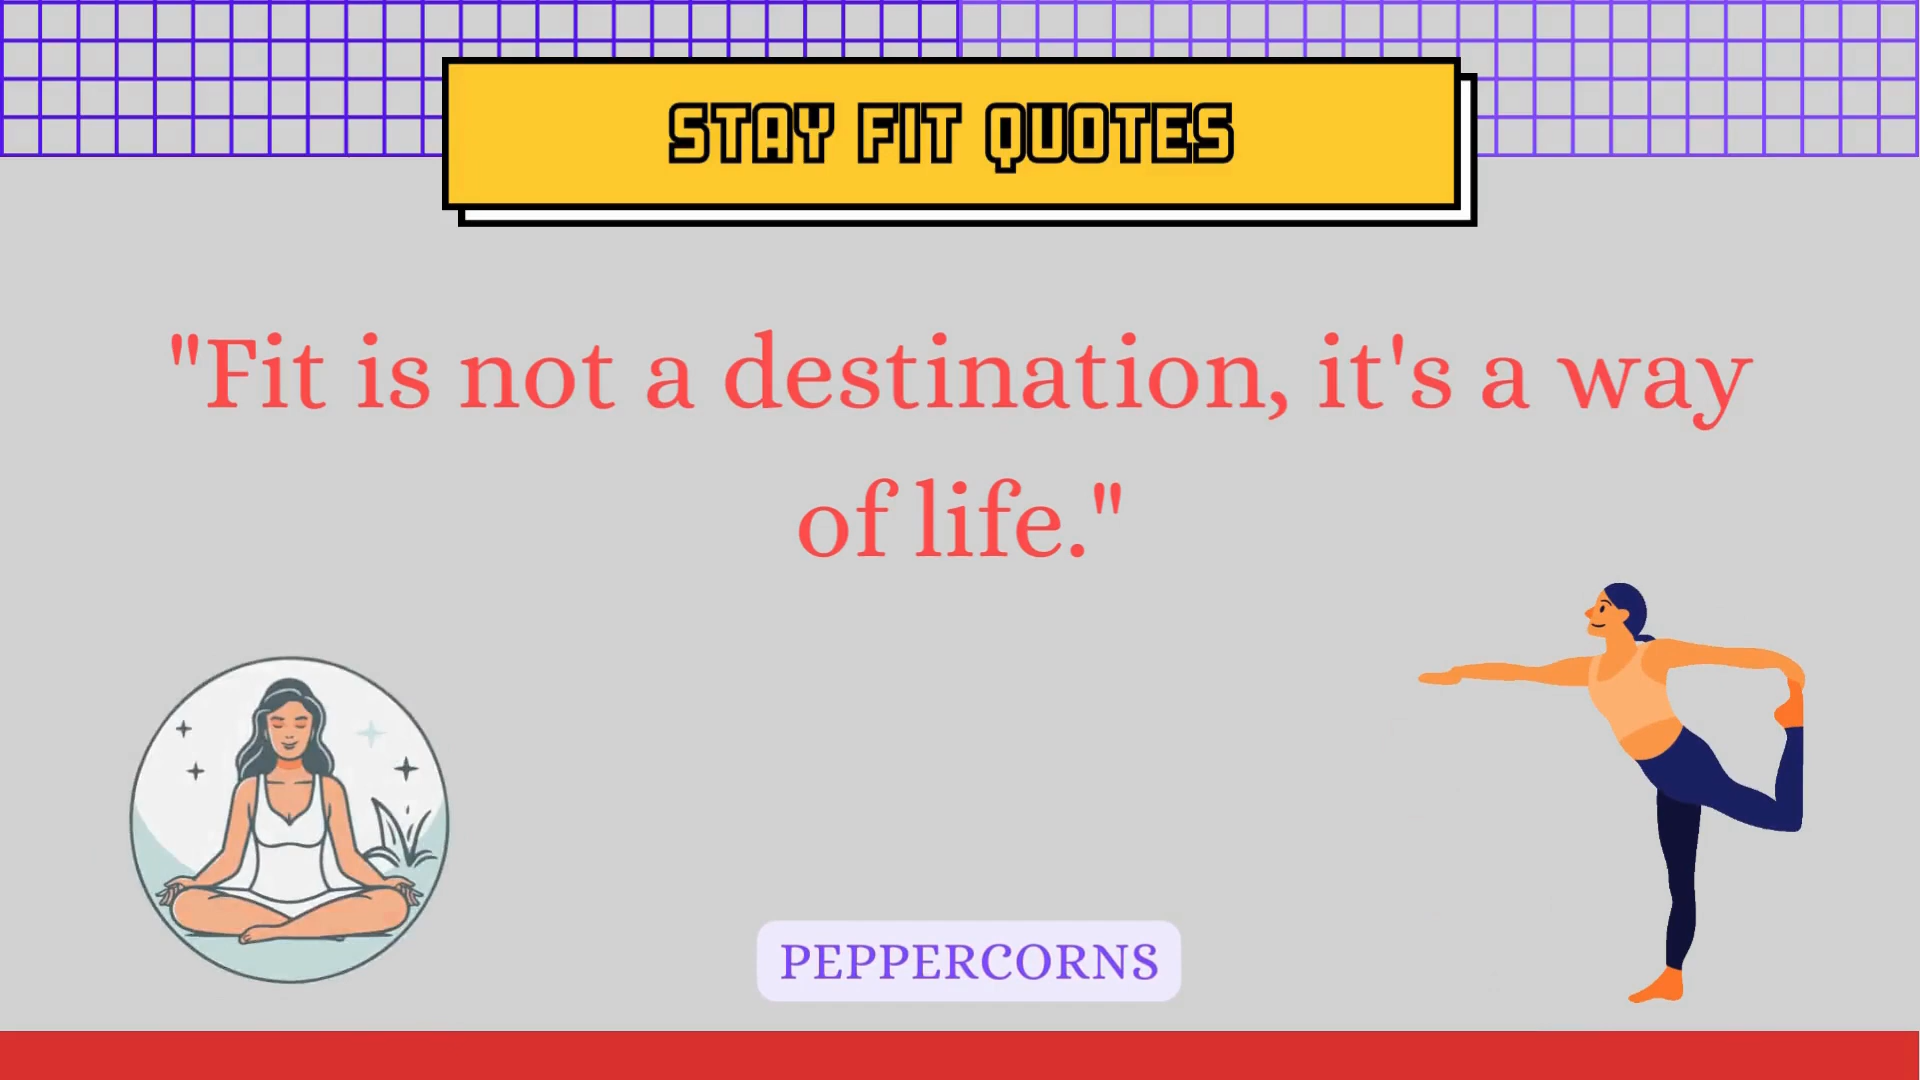 STAY FIT QUOTES
"Fit is not a destination, it's a way
of life."
PEPPERCORNS